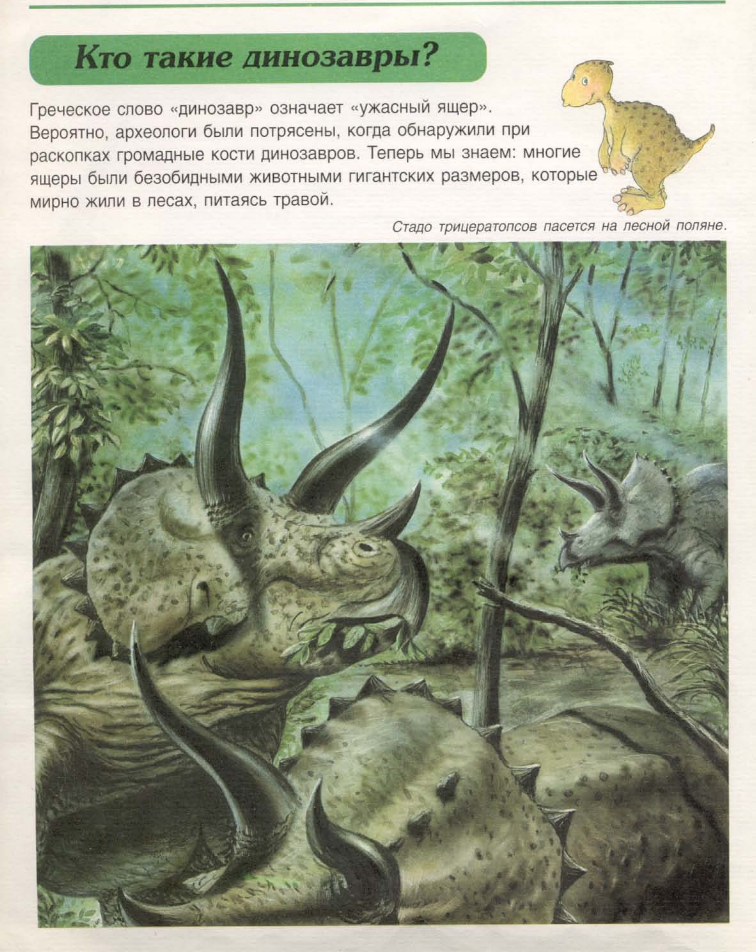 Кто такие динозавры?
Греческое слово «динозавр» означает «ужасный ящер».
Вероятно, археологи были потрясены, когда обнаружили при
раскопках громадные кости динозавров. Теперь мы знаем: многие
ящеры были безобидными животными гигантских размеров, которые
мирно жили в лесах, питаясь травой.
Стадо трицератопсов пасется на лесной поляне.